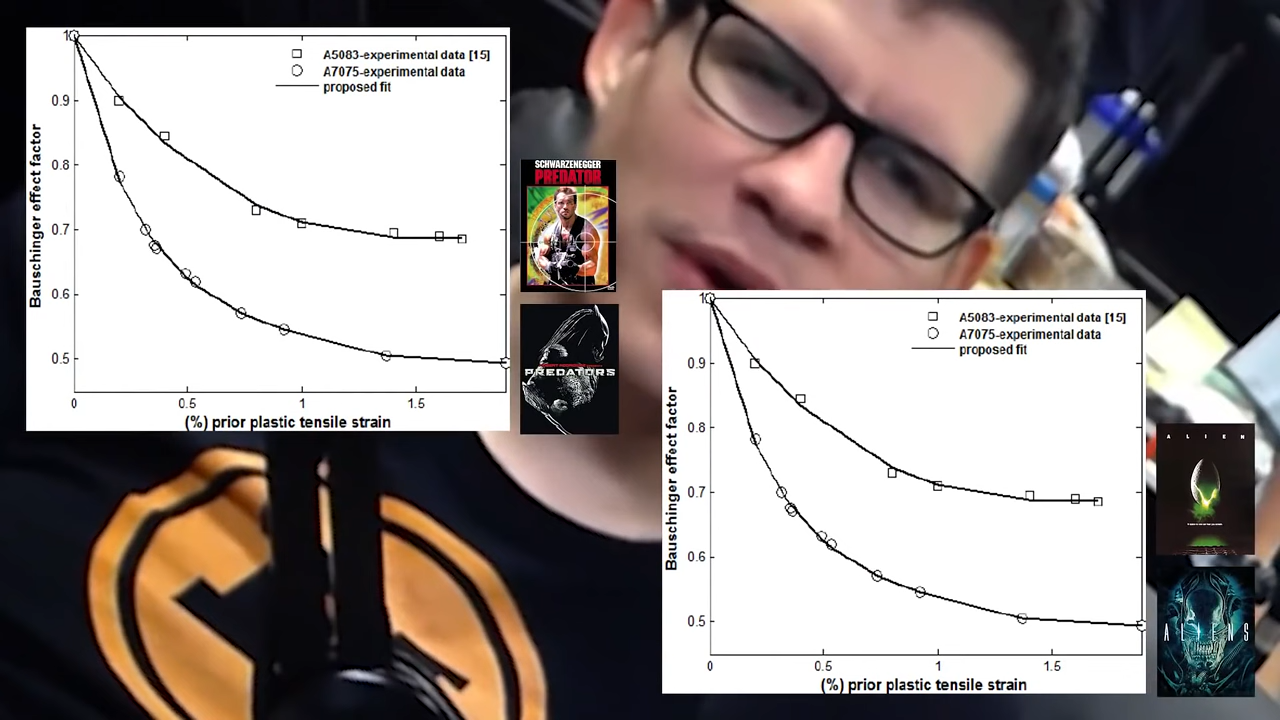 1
0.9
0.8
0.7
0.6
0.5
0
0.5
1
1.5
Bauschinger effect factor
(%) prior plastic tensile strain
A5083-experimental data [15]
A7075-experimental data
proposed fit
SCHWARZENEGGER
PREDATOR
PREDATORS
1
0.9
0.8
0.7
0.6
0.5
0
0.5
1
1.5
Bauschinger effect factor
(%) prior plastic tensile strain
A5083-experimental data [15]
A7075-experimental data
proposed fit
ALIEN
ALIENS